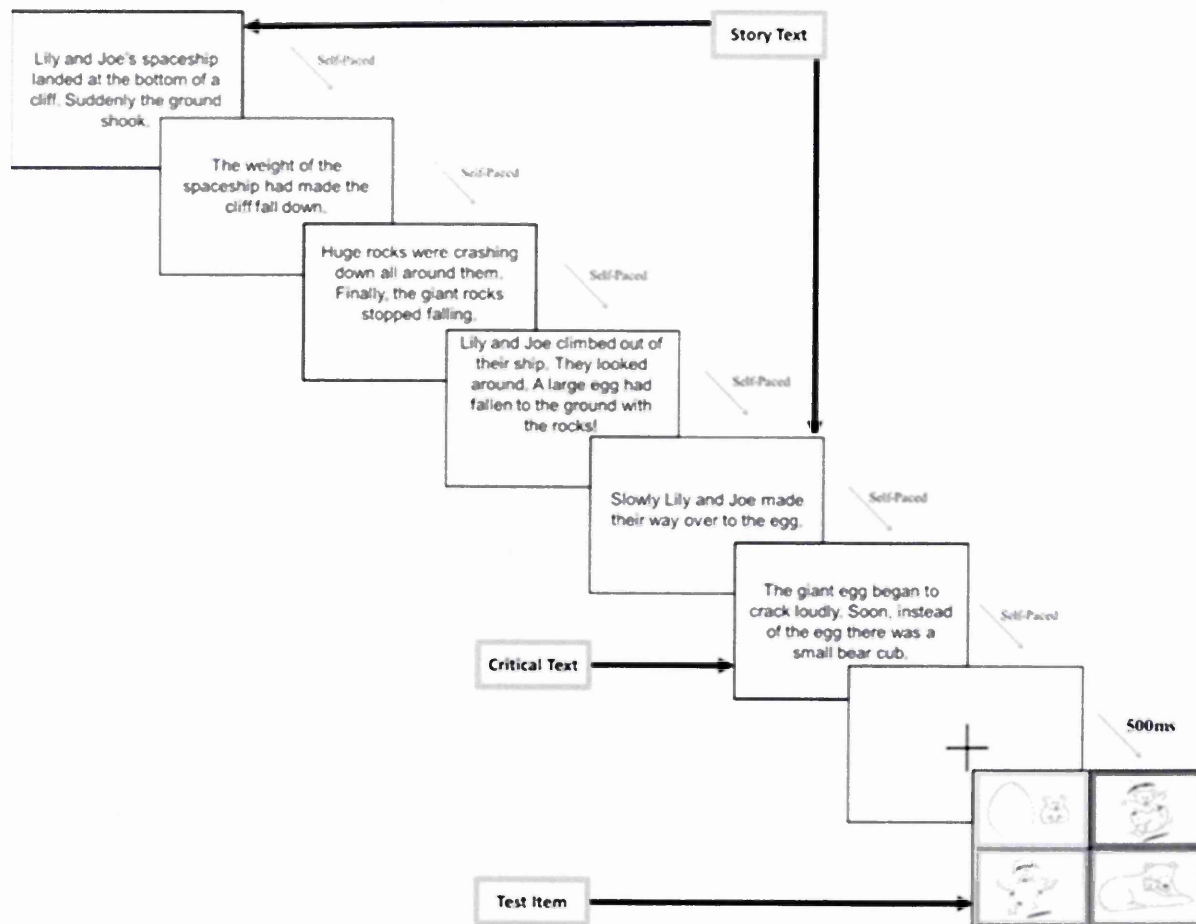 Story Text
Lily and Joe's spaceship
landed at the bottom of a
cliff. Suddenly the ground
shook.
Self-Paced
The weight of the
spaceship had made the
cliff fall down.
Self-Paced
Huge rocks were crashing
down all around them.
Finally, the giant rocks
stopped falling.
Self-Paced
Lily and Joe climbed out of
their ship. They looked
around. A large egg had
fallen to the ground with
the rocks!
Self-Paced
Slowly Lily and Joe made
their way over to the egg.
Self-Paced
The giant egg began to
crack loudly. Soon, instead
of the egg there was a
small bear cub.
Self-Paced
Critical Text
500ms
Test Item